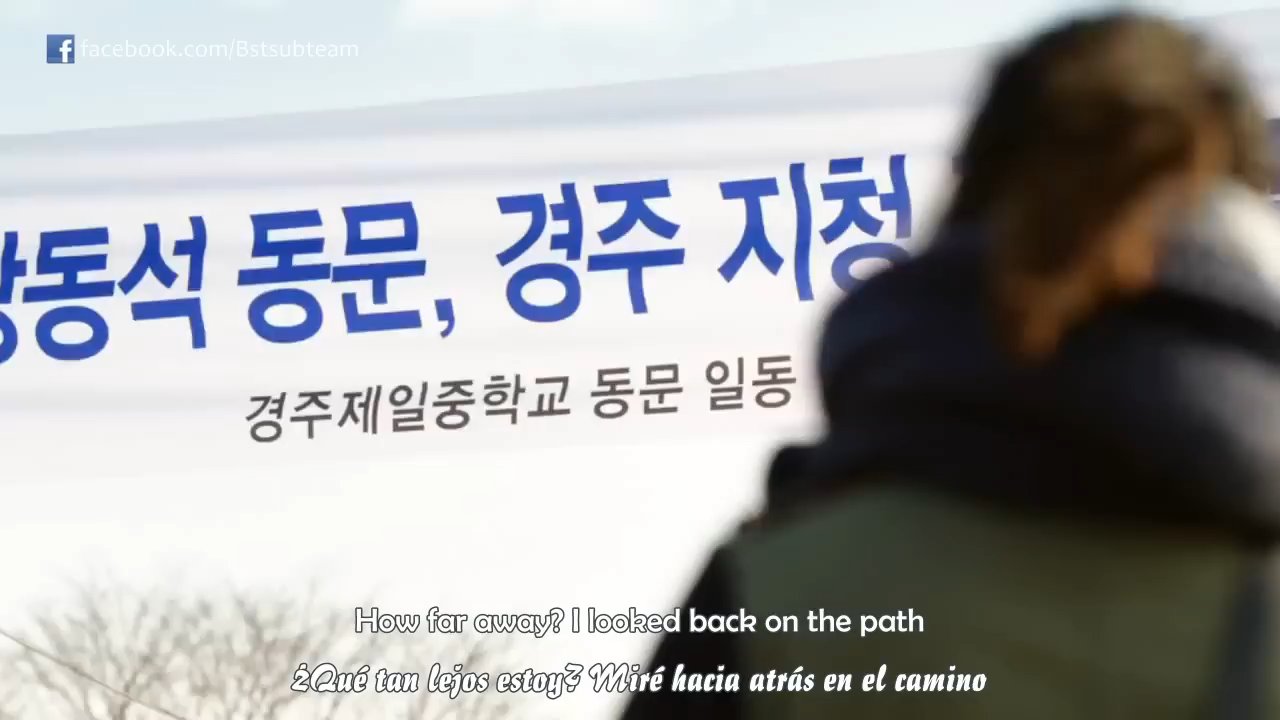 facebook.com/Bstsubteam
동석 동문, 경주 지청
경주제일중학교 동문 일동
How far away? I looked back on the path
¿Qué tan lejos estoy? Miré hacia atrás en el camino